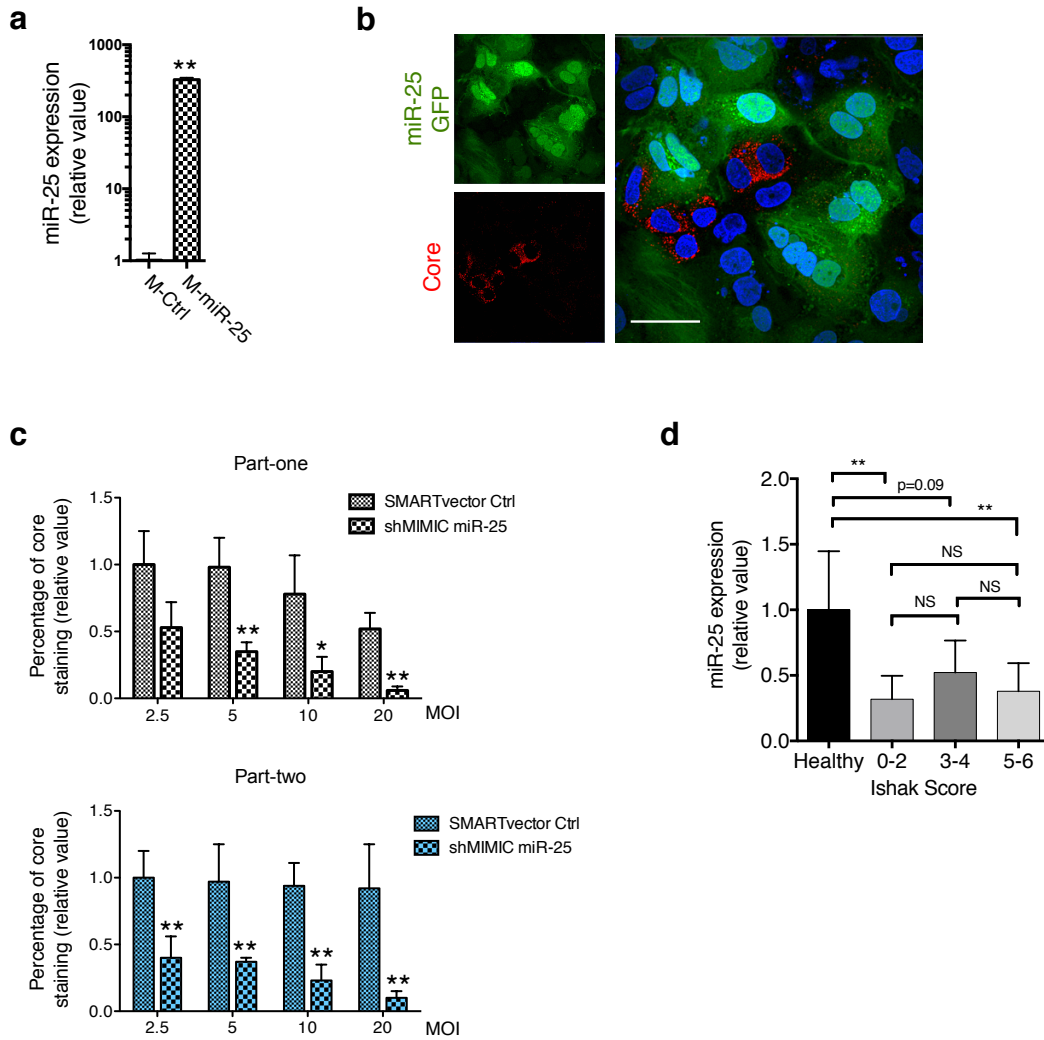 a
1000
100
10
1
miR-25 expression
(relative value)
**
M-Ctrl
M-miR-25
b
miR-25
GFP
Core
c
Part-one
1.5
1.0
0.5
0.0
Percentage of core
staining (relative value)
SMARTvector Ctrl
shMIMIC miR-25
**
*
**
2.5 5 10 20 MOI
Part-two
1.5
1.0
0.5
0.0
Percentage of core
staining (relative value)
SMARTvector Ctrl
shMIMIC miR-25
**
**
**
**
2.5 5 10 20 MOI
d
2.0
1.5
1.0
0.5
0.0
miR-25 expression
(relative value)
**
p=0.09
**
NS
NS
NS
Healthy 0-2 3-4 5-6
Ishak Score